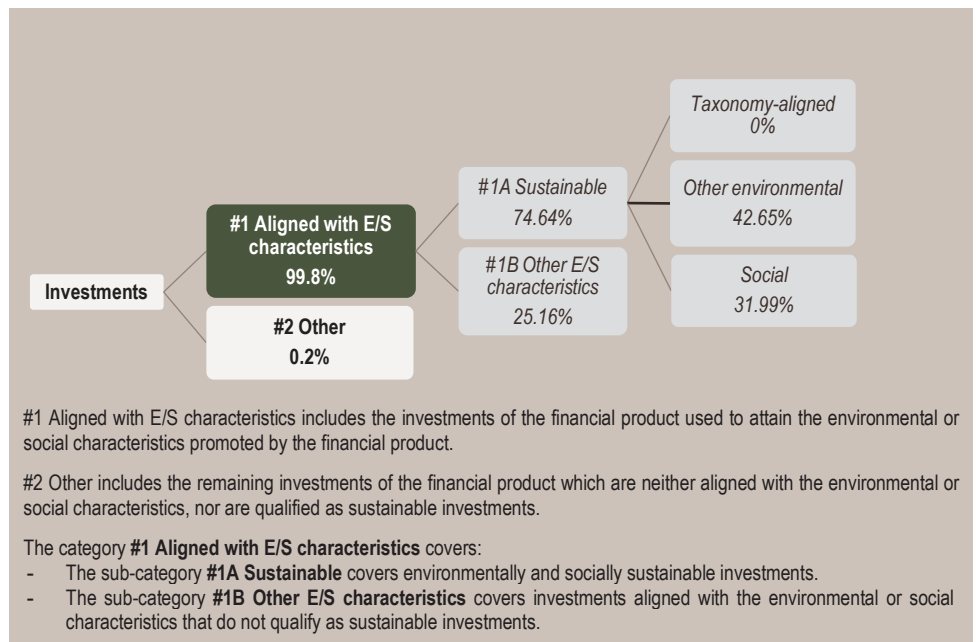 Investments
#1 Aligned with E/S
characteristics
99.8%
#2 Other
0.2%
#1A Sustainable
74.64%
#1B Other E/S
characteristics
25.16%
Taxonomy-aligned
0%
Other environmental
42.65%
Social
31.99%
#1 Aligned with E/S characteristics includes the investments of the financial product used to attain the environmental or
social characteristics promoted by the financial product.
#2 Other includes the remaining investments of the financial product which are neither aligned with the environmental or
social characteristics, nor are qualified as sustainable investments.
The category #1 Aligned with E/S characteristics covers:
- The sub-category #1A Sustainable covers environmentally and socially sustainable investments.
- The sub-category #1B Other E/S characteristics covers investments aligned with the environmental or social
characteristics that do not qualify as sustainable investments.